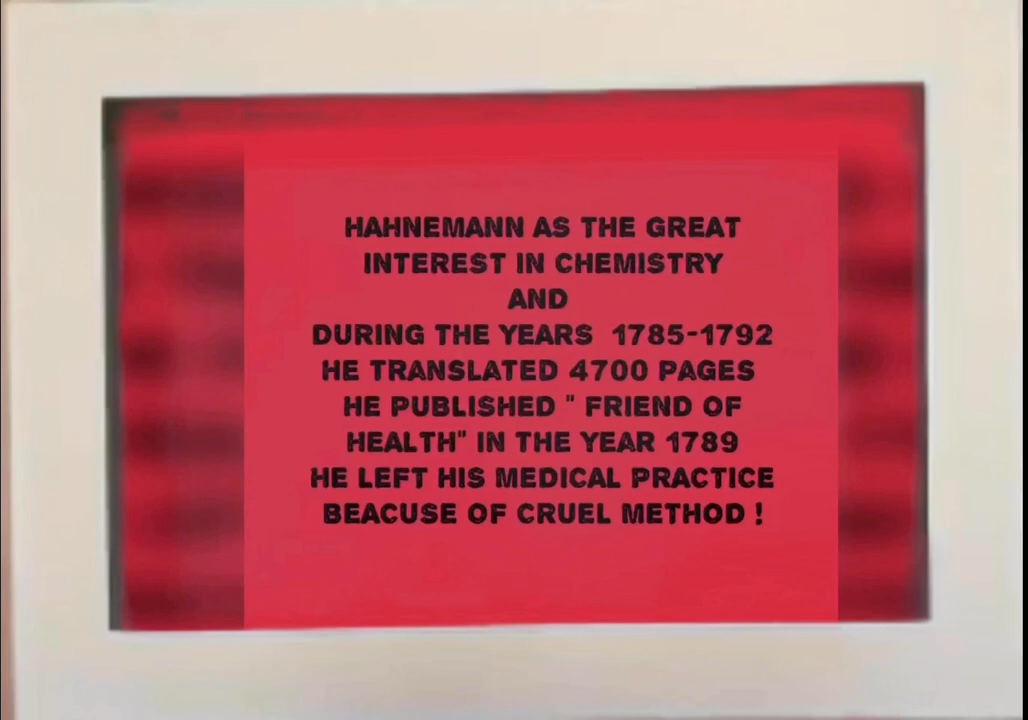 HAHNEMANN AS THE GREAT
INTEREST IN CHEMISTRY
AND
DURING THE YEARS 1785-1792
HE TRANSLATED 4700 PAGES
HE PUBLISHED " FRIEND OF
HEALTH" IN THE YEAR 1789
HE LEFT HIS MEDICAL PRACTICE
BEACUSE OF CRUEL METHOD !